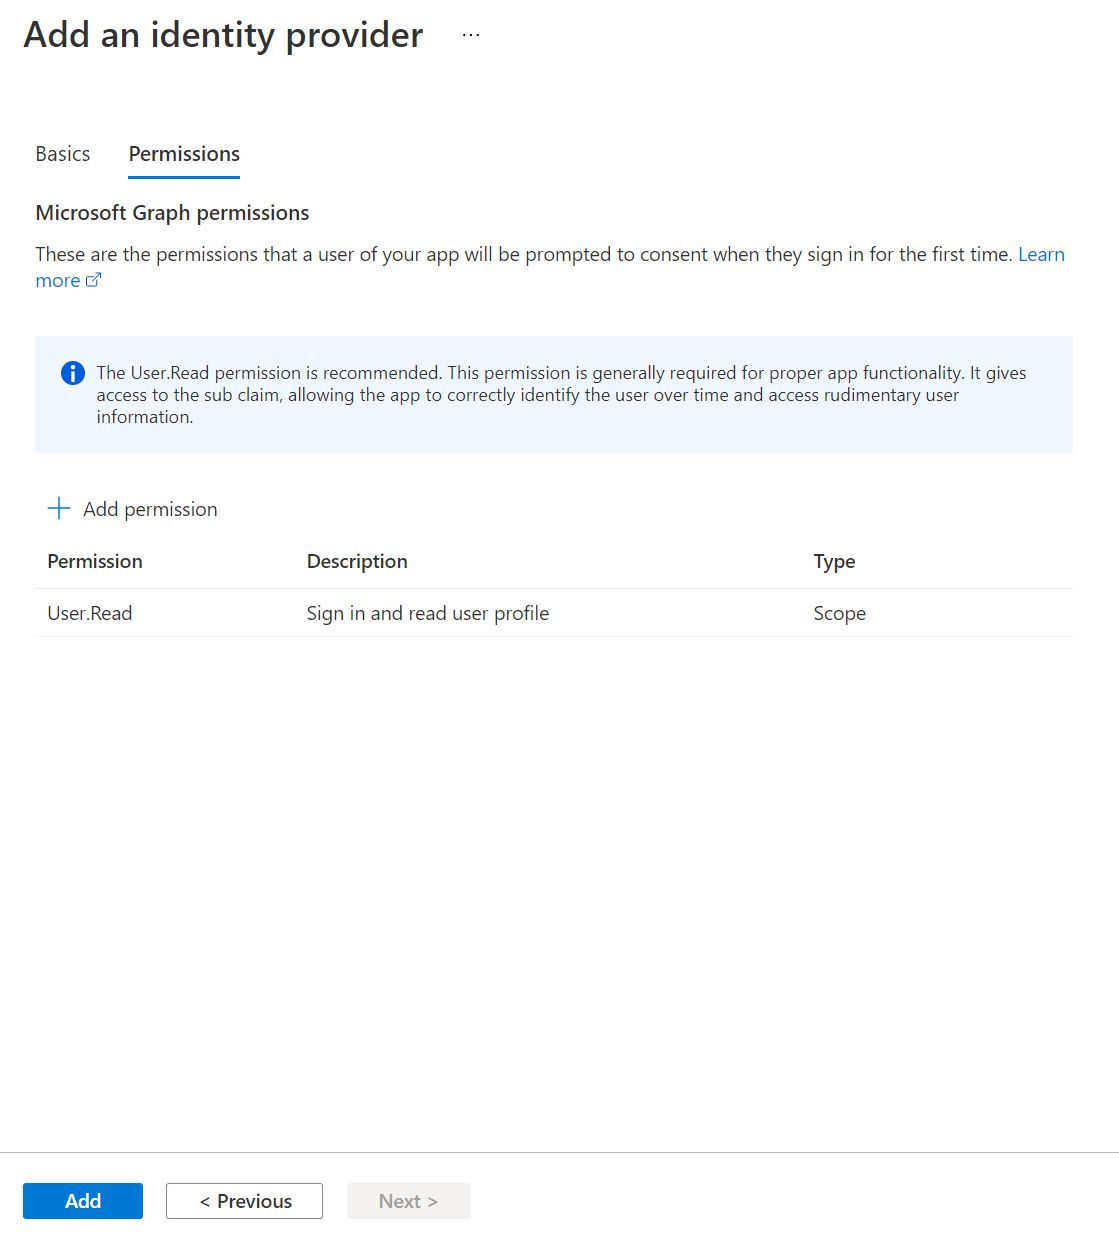 Add an identity provider ...
Basics Permissions
Microsoft Graph permissions
These are the permissions that a user of your app will be prompted to consent when they sign in for the first time. Learn
more
The User.Read permission is recommended. This permission is generally required for proper app functionality. It gives
access to the sub claim, allowing the app to correctly identify the user over time and access rudimentary user
information.
Add permission
Permission Description Type
User.Read Sign in and read user profile Scope
Add < Previous Next >